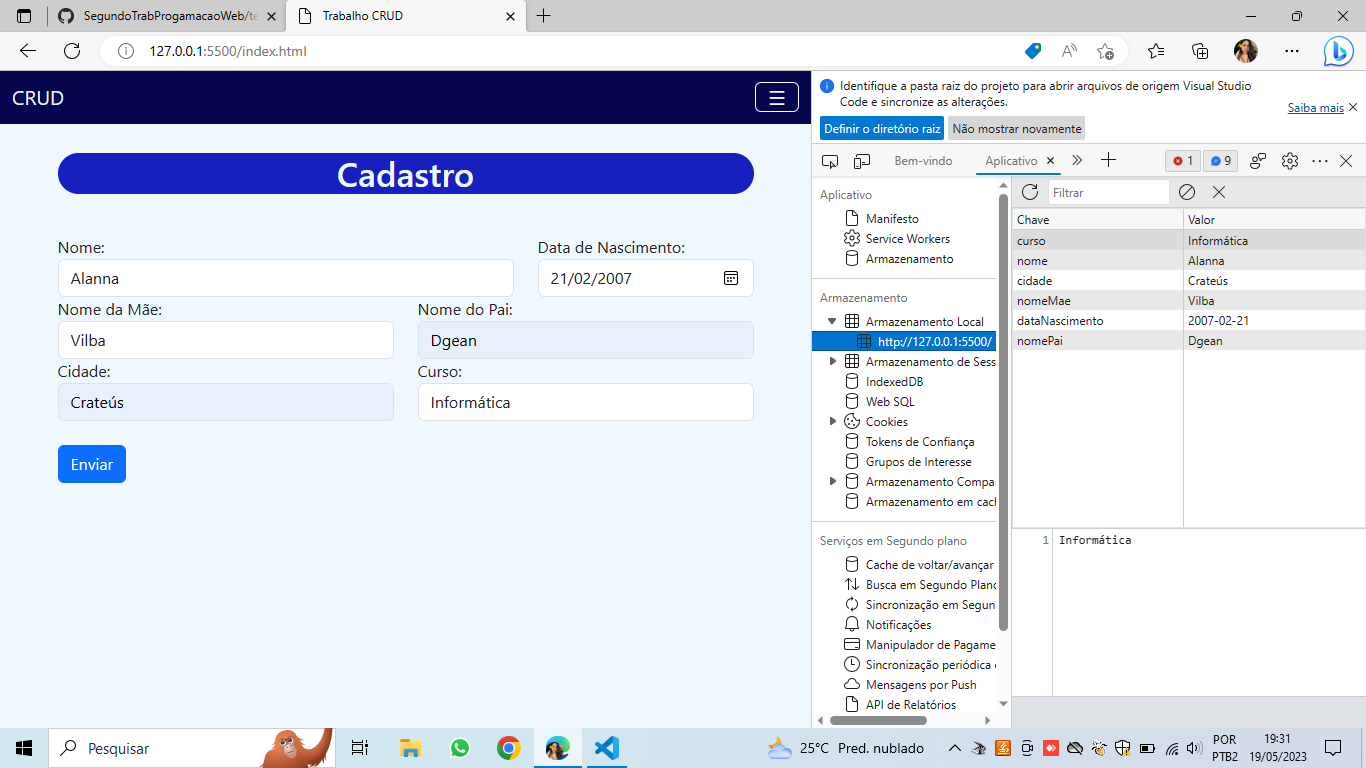 SegundoTrabProgamacaoWeb/te
Trabalho CRUD
127.0.0.1:5500/index.html
CRUD
Cadastro
Nome:
Data de Nascimento:
Alanna
21/02/2007
Nome da Mãe:
Nome do Pai:
Vilba
Dgean
Cidade:
Curso:
Crateús
Informática
Enviar
Identifique a pasta raiz do projeto para abrir arquivos de origem Visual Studio
Code e sincronize as alterações.
Saiba mais
Definir o diretório raiz
Não mostrar novamente
Bem-vindo
Aplicativo
1
9
Aplicativo
Manifesto
Service Workers
Armazenamento
Armazenamento
Armazenamento Local
http://127.0.0.1:5500/
Armazenamento de Sess
IndexedDB
Web SQL
Cookies
Tokens de Confiança
Grupos de Interesse
Armazenamento Compa
Armazenamento em cach
Serviços em Segundo plano
Cache de voltar/avançar
Busca em Segundo Plano
Sincronização em Segun
Notificações
Manipulador de Pagame
Sincronização periódica
Mensagens por Push
API de Relatórios
Filtrar
Chave Valor
curso Informática
nome Alanna
cidade Crateús
nomeMae Vilba
dataNascimento 2007-02-21
nomePai Dgean
1 Informática
Pesquisar
25°C Pred. nublado
POR
PTB2
19:31
19/05/2023